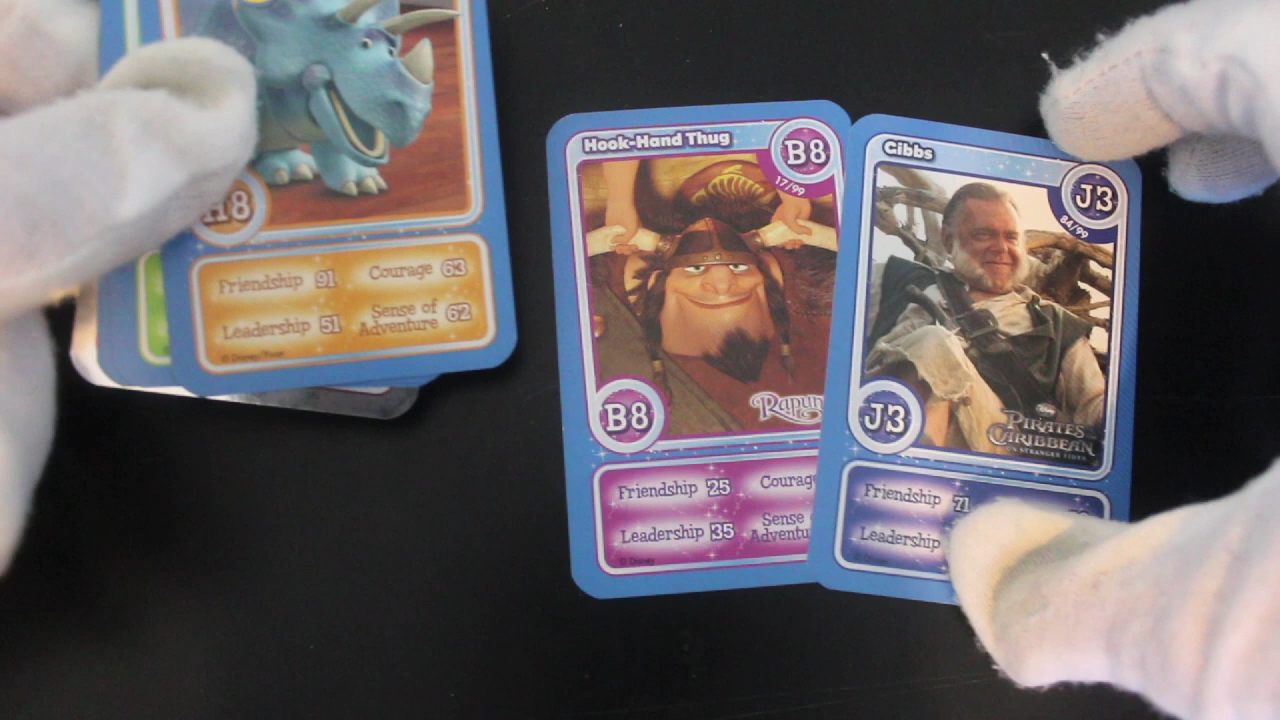 H8
Friendship 91 Courage 63
Leadership 51 Sense of Adventure 62
© Disney/Pixar
Hook-Hand Thug
B8
17/99
B8
Rapun
Friendship 25 Courage
Leadership 35 Sense
Adventu
© Disney
Gibbs
J3
84/99
J3
Disney
PIRATES
CARIBBEAN
ON STRANGER TIDES
Friendship 71
Leadership